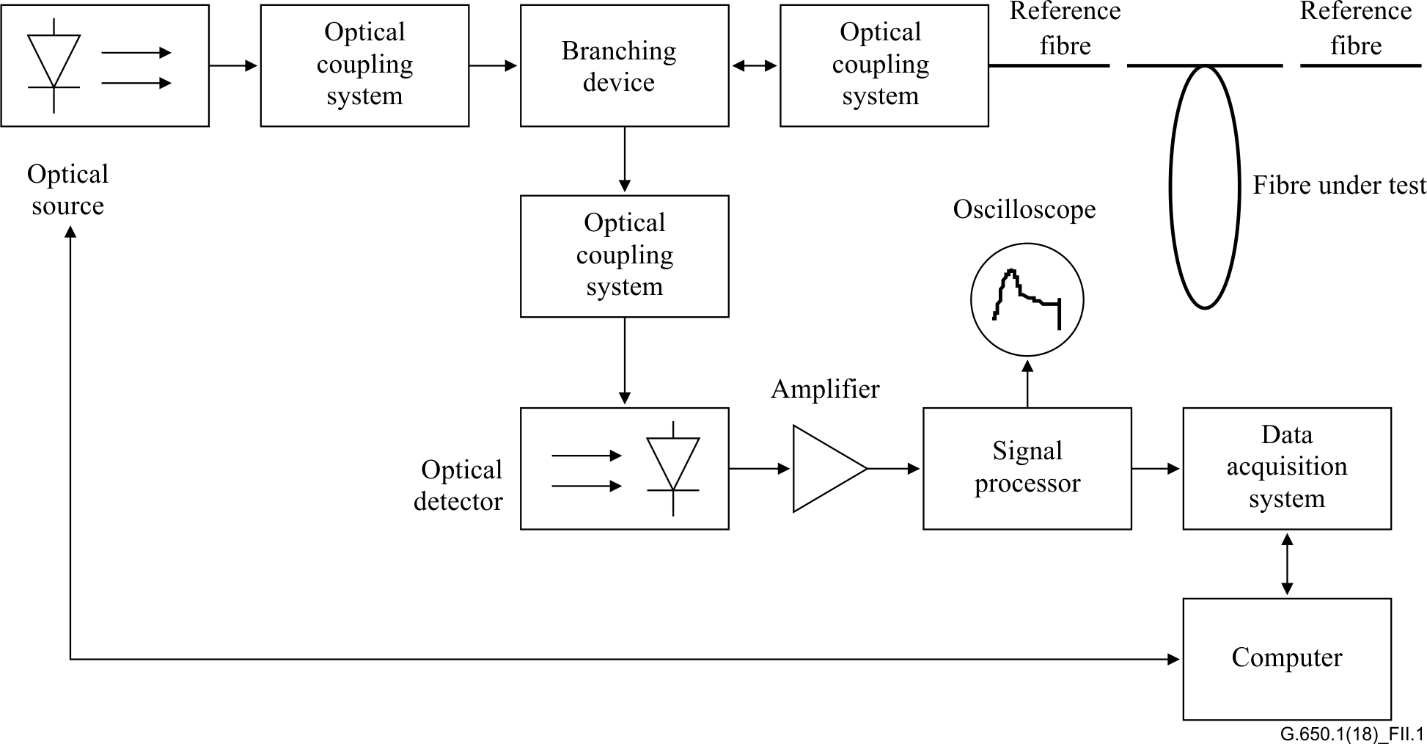 Optical
coupling
system
Branching
device
Optical
coupling
system
Reference
fibre
Reference
fibre
Optical
source
Fibre under test
Optical
coupling
system
Oscilloscope
Amplifier
Optical
detector
Signal
processor
Data
acquisition
system
Computer
G.650.1(18)_FII.1